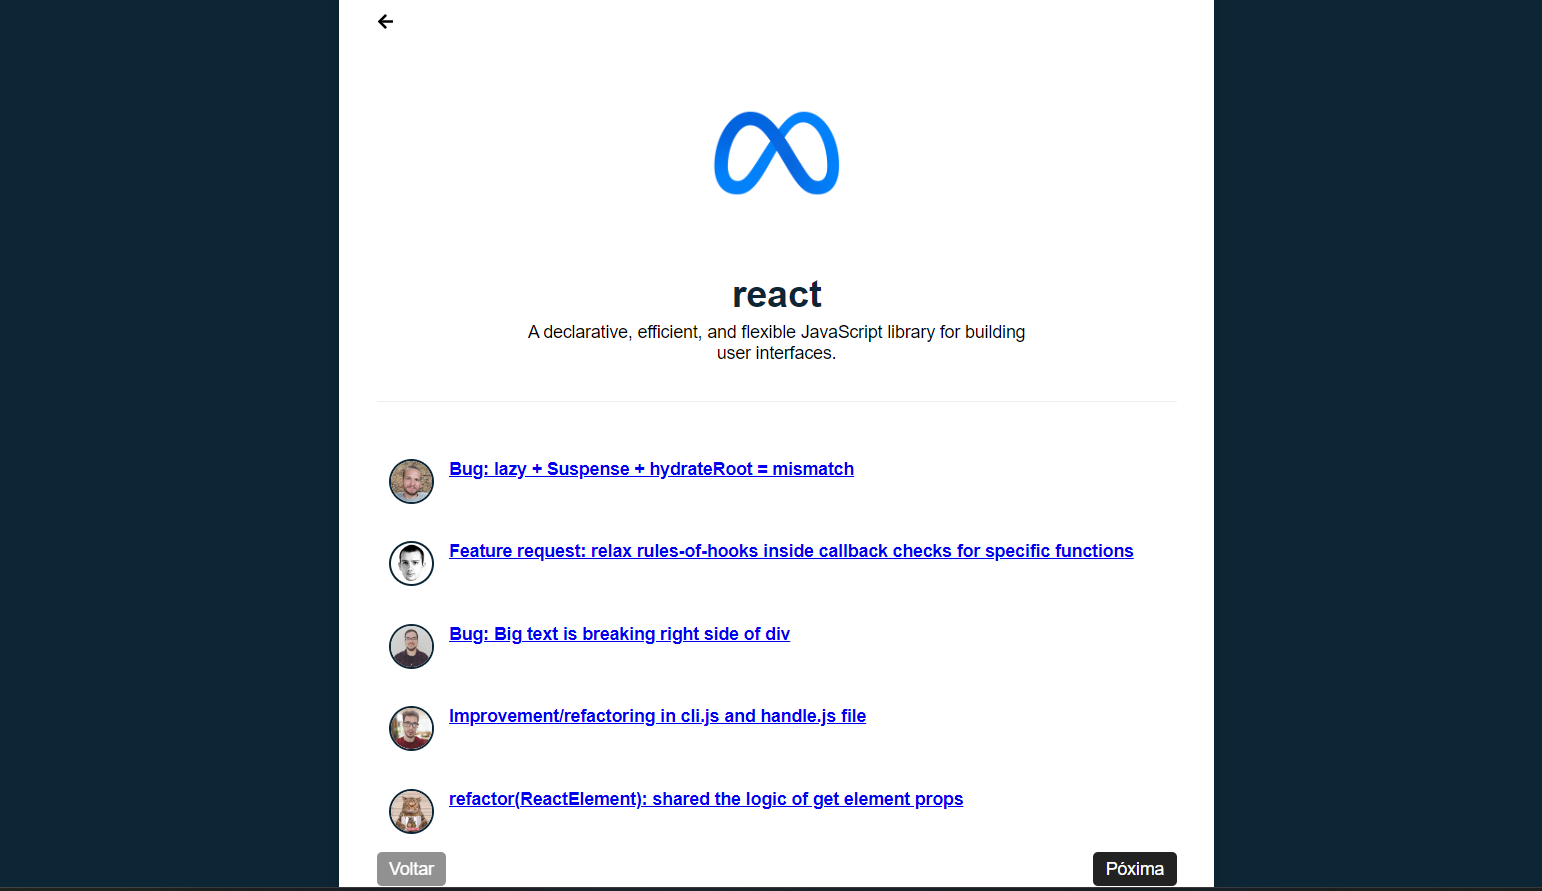 react
A declarative, efficient, and flexible JavaScript library for building
user interfaces.
Bug: lazy + Suspense + hydrateRoot = mismatch
Feature request: relax rules-of-hooks inside callback checks for specific functions
Bug: Big text is breaking right side of div
Improvement/refactoring in cli.js and handle.js file
refactor(ReactElement): shared the logic of get element props
Voltar
Póxima